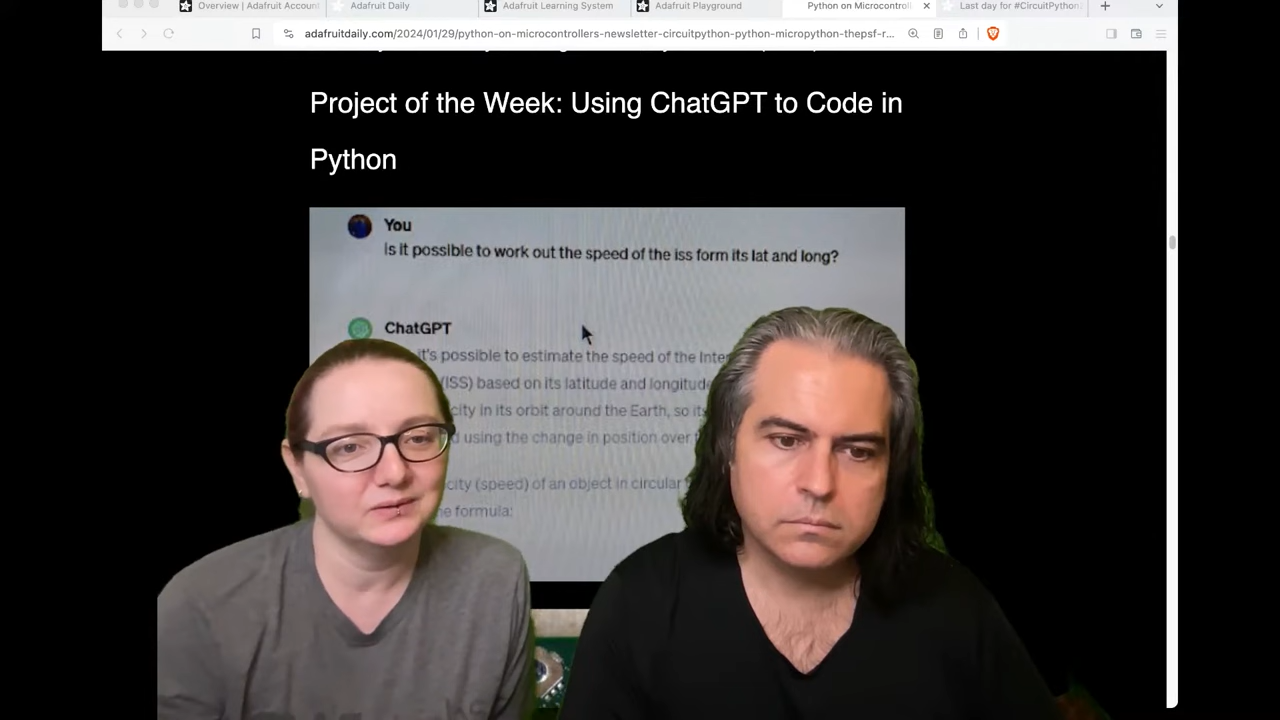 Overview | Adafruit Account
Adafruit Daily
Adafruit Learning System
Adafruit Playground
Python on Microcontroll
Last day for #CircuitPython
adafruitdaily.com/2024/01/29/python-on-microcontrollers-newsletter-circuitpython-python-micropython-thepsf-r...
Project of the Week: Using ChatGPT to Code in
Python
You
is it possible to work out the speed of the iss form its lat and long?
ChatGPT
it's possible to estimate the speed of the Inter
(ISS) based on its latitude and longitude
city in its orbit around the Earth, so its
using the change in position over
city (speed) of an object in circular
formula: